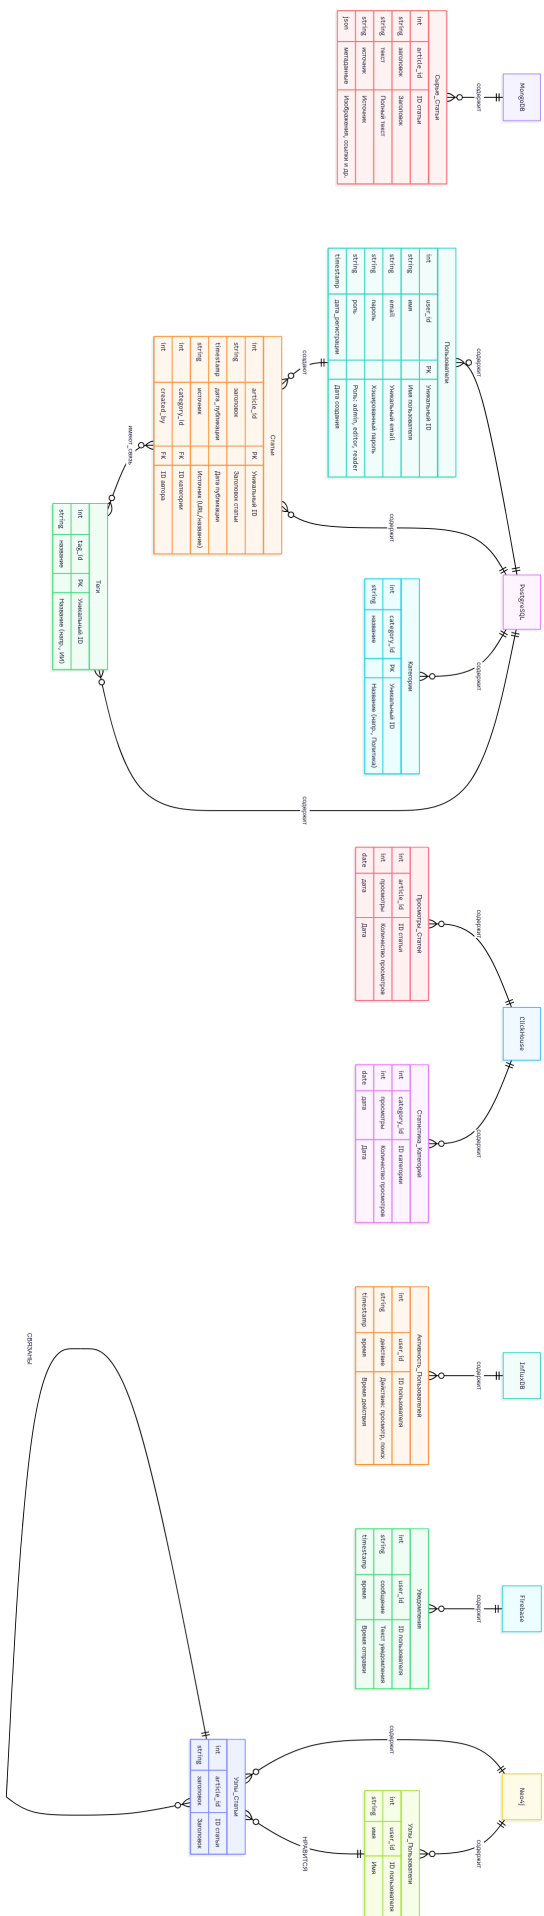 MongoDB
содержит
Сырые_Статьи
int article_id ID статьи
string заголовок Заголовок
string текст Полный текст
string источник Источник
json метаданные Изображения, ссылки и др.
PostgreSQL
содержит
содержит
содержит
содержит
Пользователи
int user_id PK Уникальный ID
string имя Имя пользователя
string email Уникальный email
string пароль Хэшированный пароль
string роль Роль: admin, editor, reader
timestamp дата_регистрации Дата создания
создают
Статьи
int article_id PK Уникальный ID
string заголовок Заголовок статьи
timestamp дата_публикации Дата публикации
string источник Источник (URL/название)
int category_id FK ID категории
int created_by FK ID автора
имеют_связь
Категории
int category_id PK Уникальный ID
string название Название (напр., Политика)
Теги
int tag_id PK Уникальный ID
string название Название (напр., ИИ)
ClickHouse
содержит
содержит
Просмотры_Статей
int article_id ID статьи
int просмотры Количество просмотров
date дата Дата
Статистика_Категорий
int category_id ID категории
int просмотры Количество просмотров
date дата Дата
InfluxDB
содержит
Активность_Пользователей
int user_id ID пользователя
string действие Действие: просмотр, поиск
timestamp время Время действия
Firebase
содержит
Уведомления
int user_id ID пользователя
string сообщение Текст уведомления
timestamp время Время отправки
Neo4j
содержит
содержит
Узлы_Статьи
int article_id ID статьи
string заголовок Заголовок
НРАВИТСЯ
Узлы_Пользователи
int user_id ID пользователя
string имя Имя
СВЯЗАНЫ